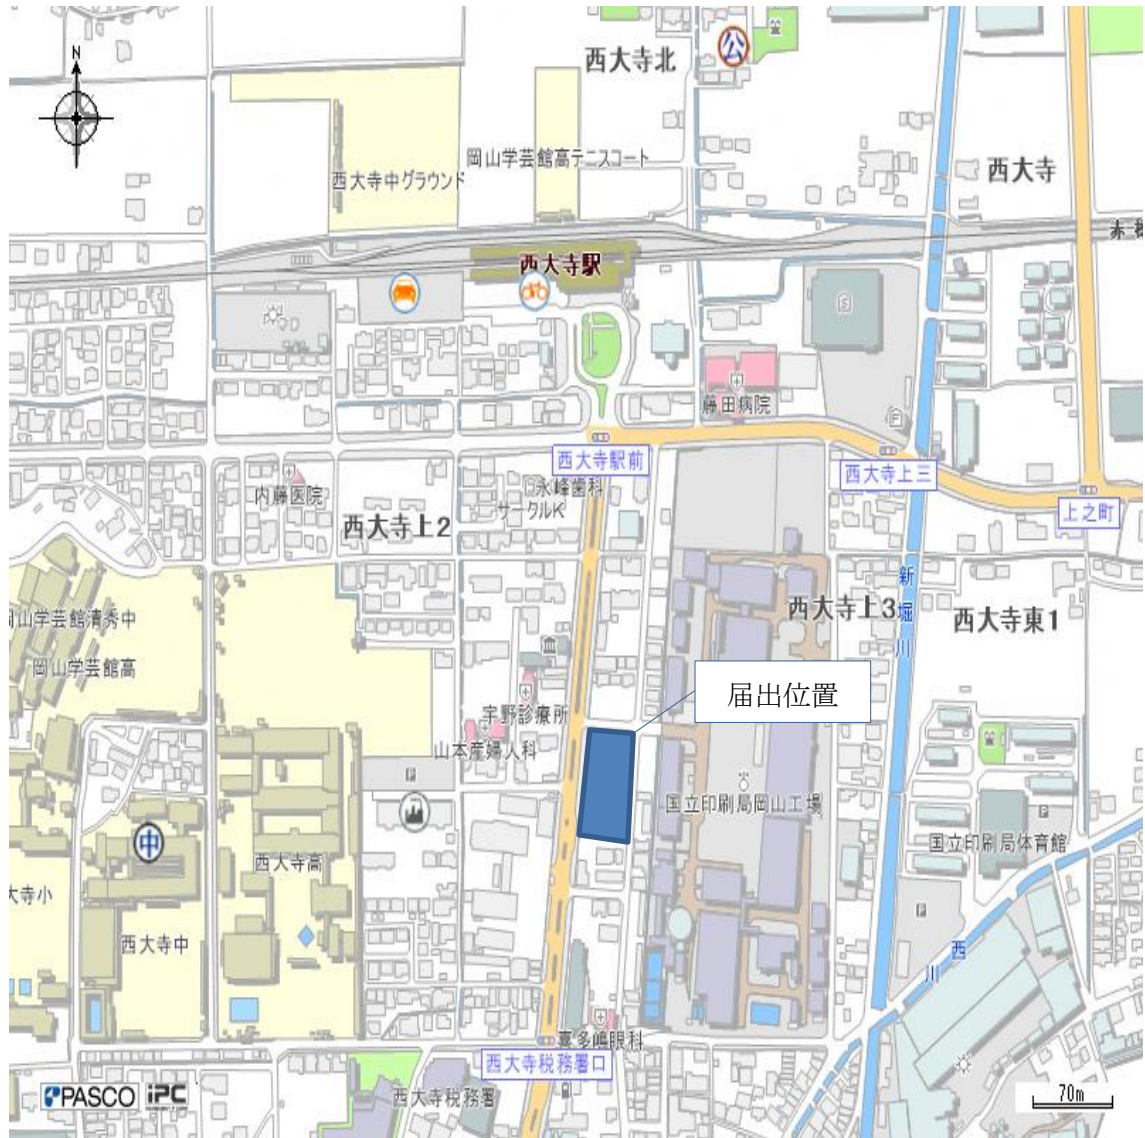 N
西大寺北
公
西大寺
岡山学芸館高テニスコート
西大寺中グラウンド
赤穂
西大寺駅
S
藤田病院
P
西大寺駅前
西大寺上三
上之町
内藤医院
永峰歯科
サークルK
西大寺上2
新堀川
西大寺上3
西大寺東1
岡山学芸館清秀中
岡山学芸館高
届出位置
宇野診療所
山本産婦人科
P
国立印刷局岡山工場
国立印刷局体育館
P
中
西大寺高
大寺小
西大寺中
P
西川
喜多嶋眼科
西大寺税務署口
西大寺税務署
PASCO iPC
70m